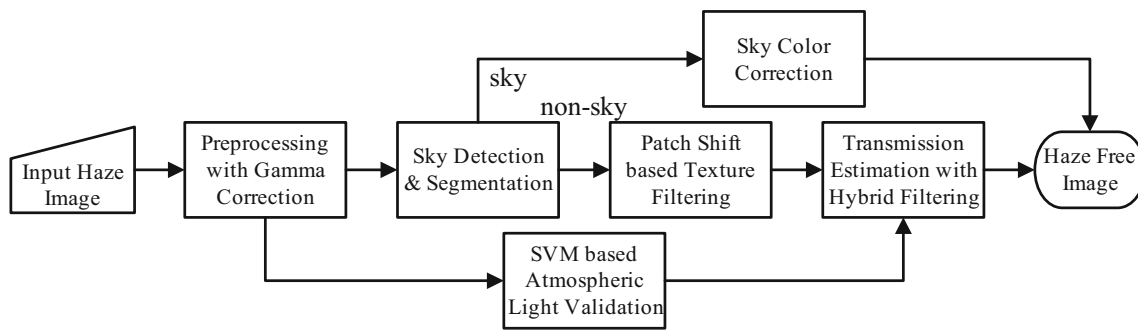 Sky Color
Correction
sky
non-sky
Input Haze
Image
Preprocessing
with Gamma
Correction
Sky Detection
& Segmentation
Patch Shift
based Texture
Filtering
Transmission
Estimation with
Hybrid Filtering
Haze Free
Image
SVM based
Atmospheric
Light Validation